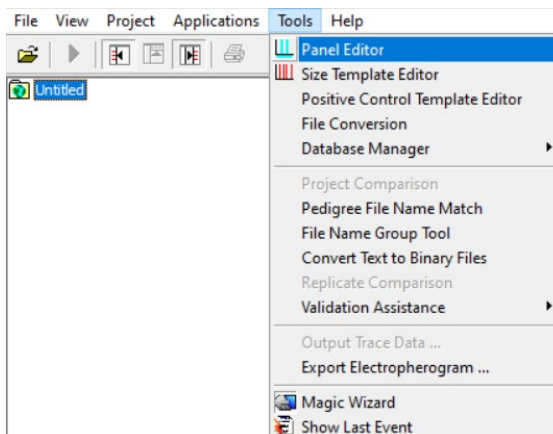 File View Project Applications Tools Help
Untitled
Panel Editor
Size Template Editor
Positive Control Template Editor
File Conversion
Database Manager
Project Comparison
Pedigree File Name Match
File Name Group Tool
Convert Text to Binary Files
Replicate Comparison
Validation Assistance
Output Trace Data ...
Export Electropherogram ...
Magic Wizard
Show Last Event